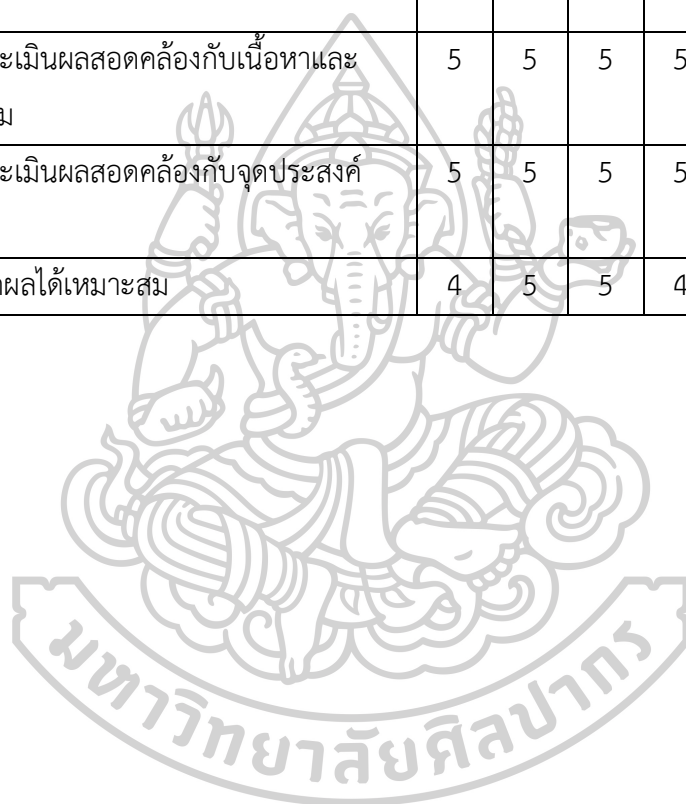 ะเมินผลสอดคล้องกับเนื้อหาและ 5 5 5 5
ม
ะเมินผลสอดคล้องกับจุดประสงค์ 5 5 5 5
ผลได้เหมาะสม 4 5 5 4
มหาวิทยาลัยศิลปากร